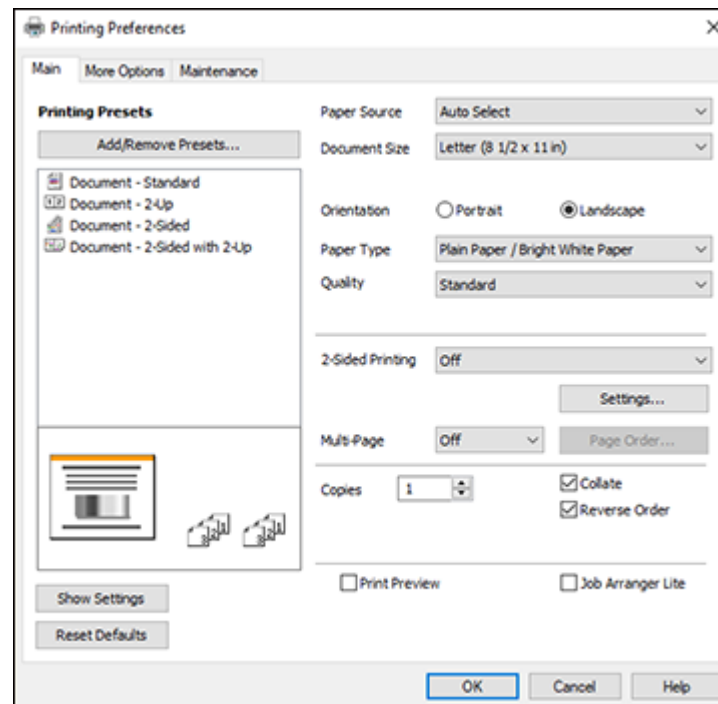 Printing Preferences
Main More Options Maintenance
Printing Presets
Add/Remove Presets...
Document - Standard
Document - 2-Up
Document - 2-Sided
Document - 2-Sided with 2-Up
Show Settings
Reset Defaults
Paper Source Auto Select
Document Size Letter (8 1/2 x 11 in)
Orientation Portrait Landscape
Paper Type Plain Paper / Bright White Paper
Quality Standard
2-Sided Printing Off
Settings...
Multi-Page Off Page Order...
Copies 1 Collate
Reverse Order
Print Preview Job Arranger Lite
OK Cancel Help